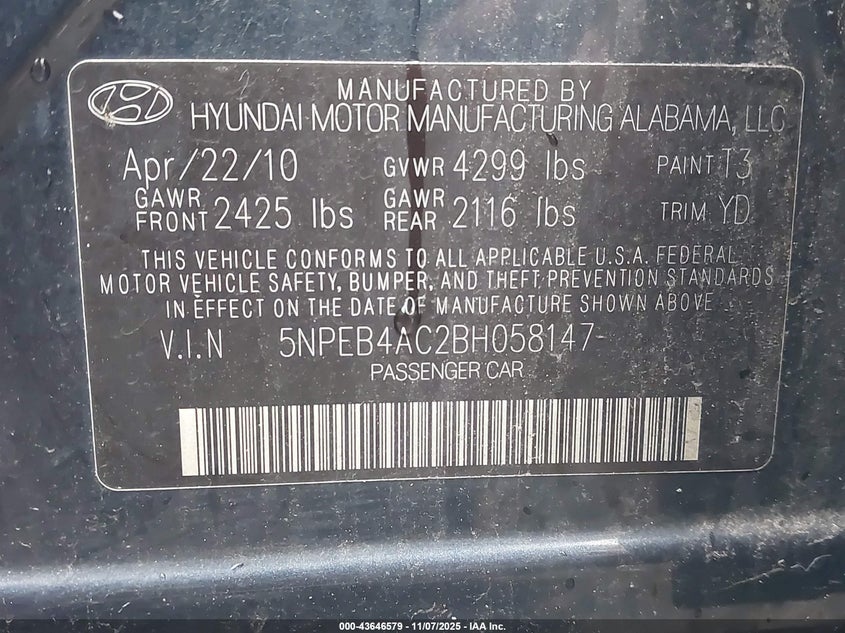 MANUFACTURED BY
HYUNDAI MOTOR MANUFACTURING ALABAMA, LLC
Apr/22/10 GVWR 4299 lbs PAINT T3
GAWR FRONT 2425 lbs GAWR REAR 2116 lbs TRIM YD
THIS VEHICLE CONFORMS TO ALL APPLICABLE U.S.A. FEDERAL
MOTOR VEHICLE SAFETY, BUMPER, AND THEFT PREVENTION STANDARDS
IN EFFECT ON THE DATE OF MANUFACTURE SHOWN ABOVE
V.I.N 5NPEB4AC2BH058147
PASSENGER CAR
000-43646579 - 11/07/2025 - IAA, Inc.